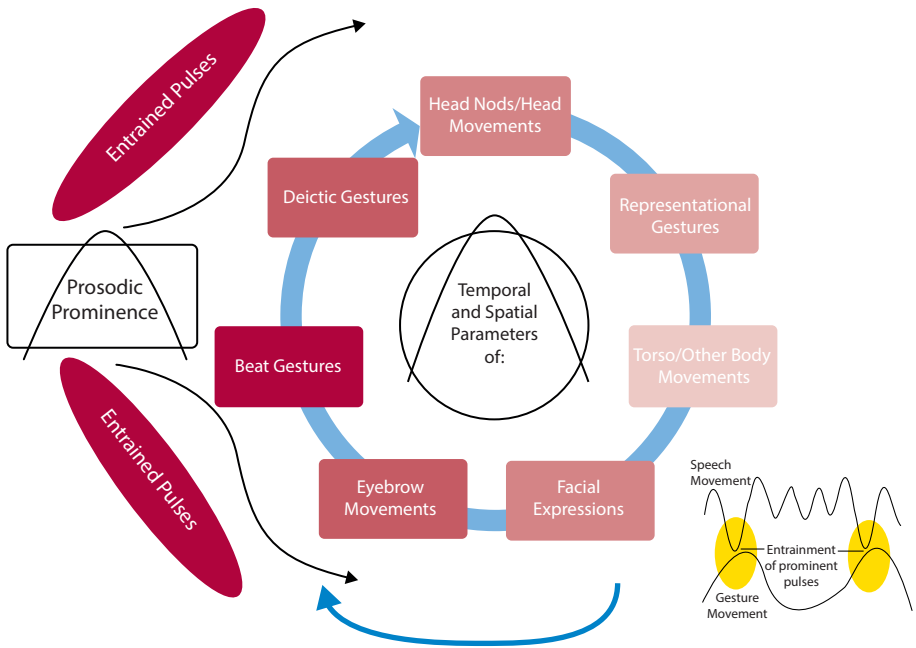 Entrained Pulses
Prosodic
Prominence
Entrained Pulses
Head Nods/Head
Movements
Representational
Gestures
Torso/Other Body
Movements
Facial
Expressions
Eyebrow
Movements
Beat Gestures
Deictic Gestures
Temporal
and Spatial
Parameters
of:
Speech
Movement
Entrainment
of prominent
pulses
Gesture
Movement